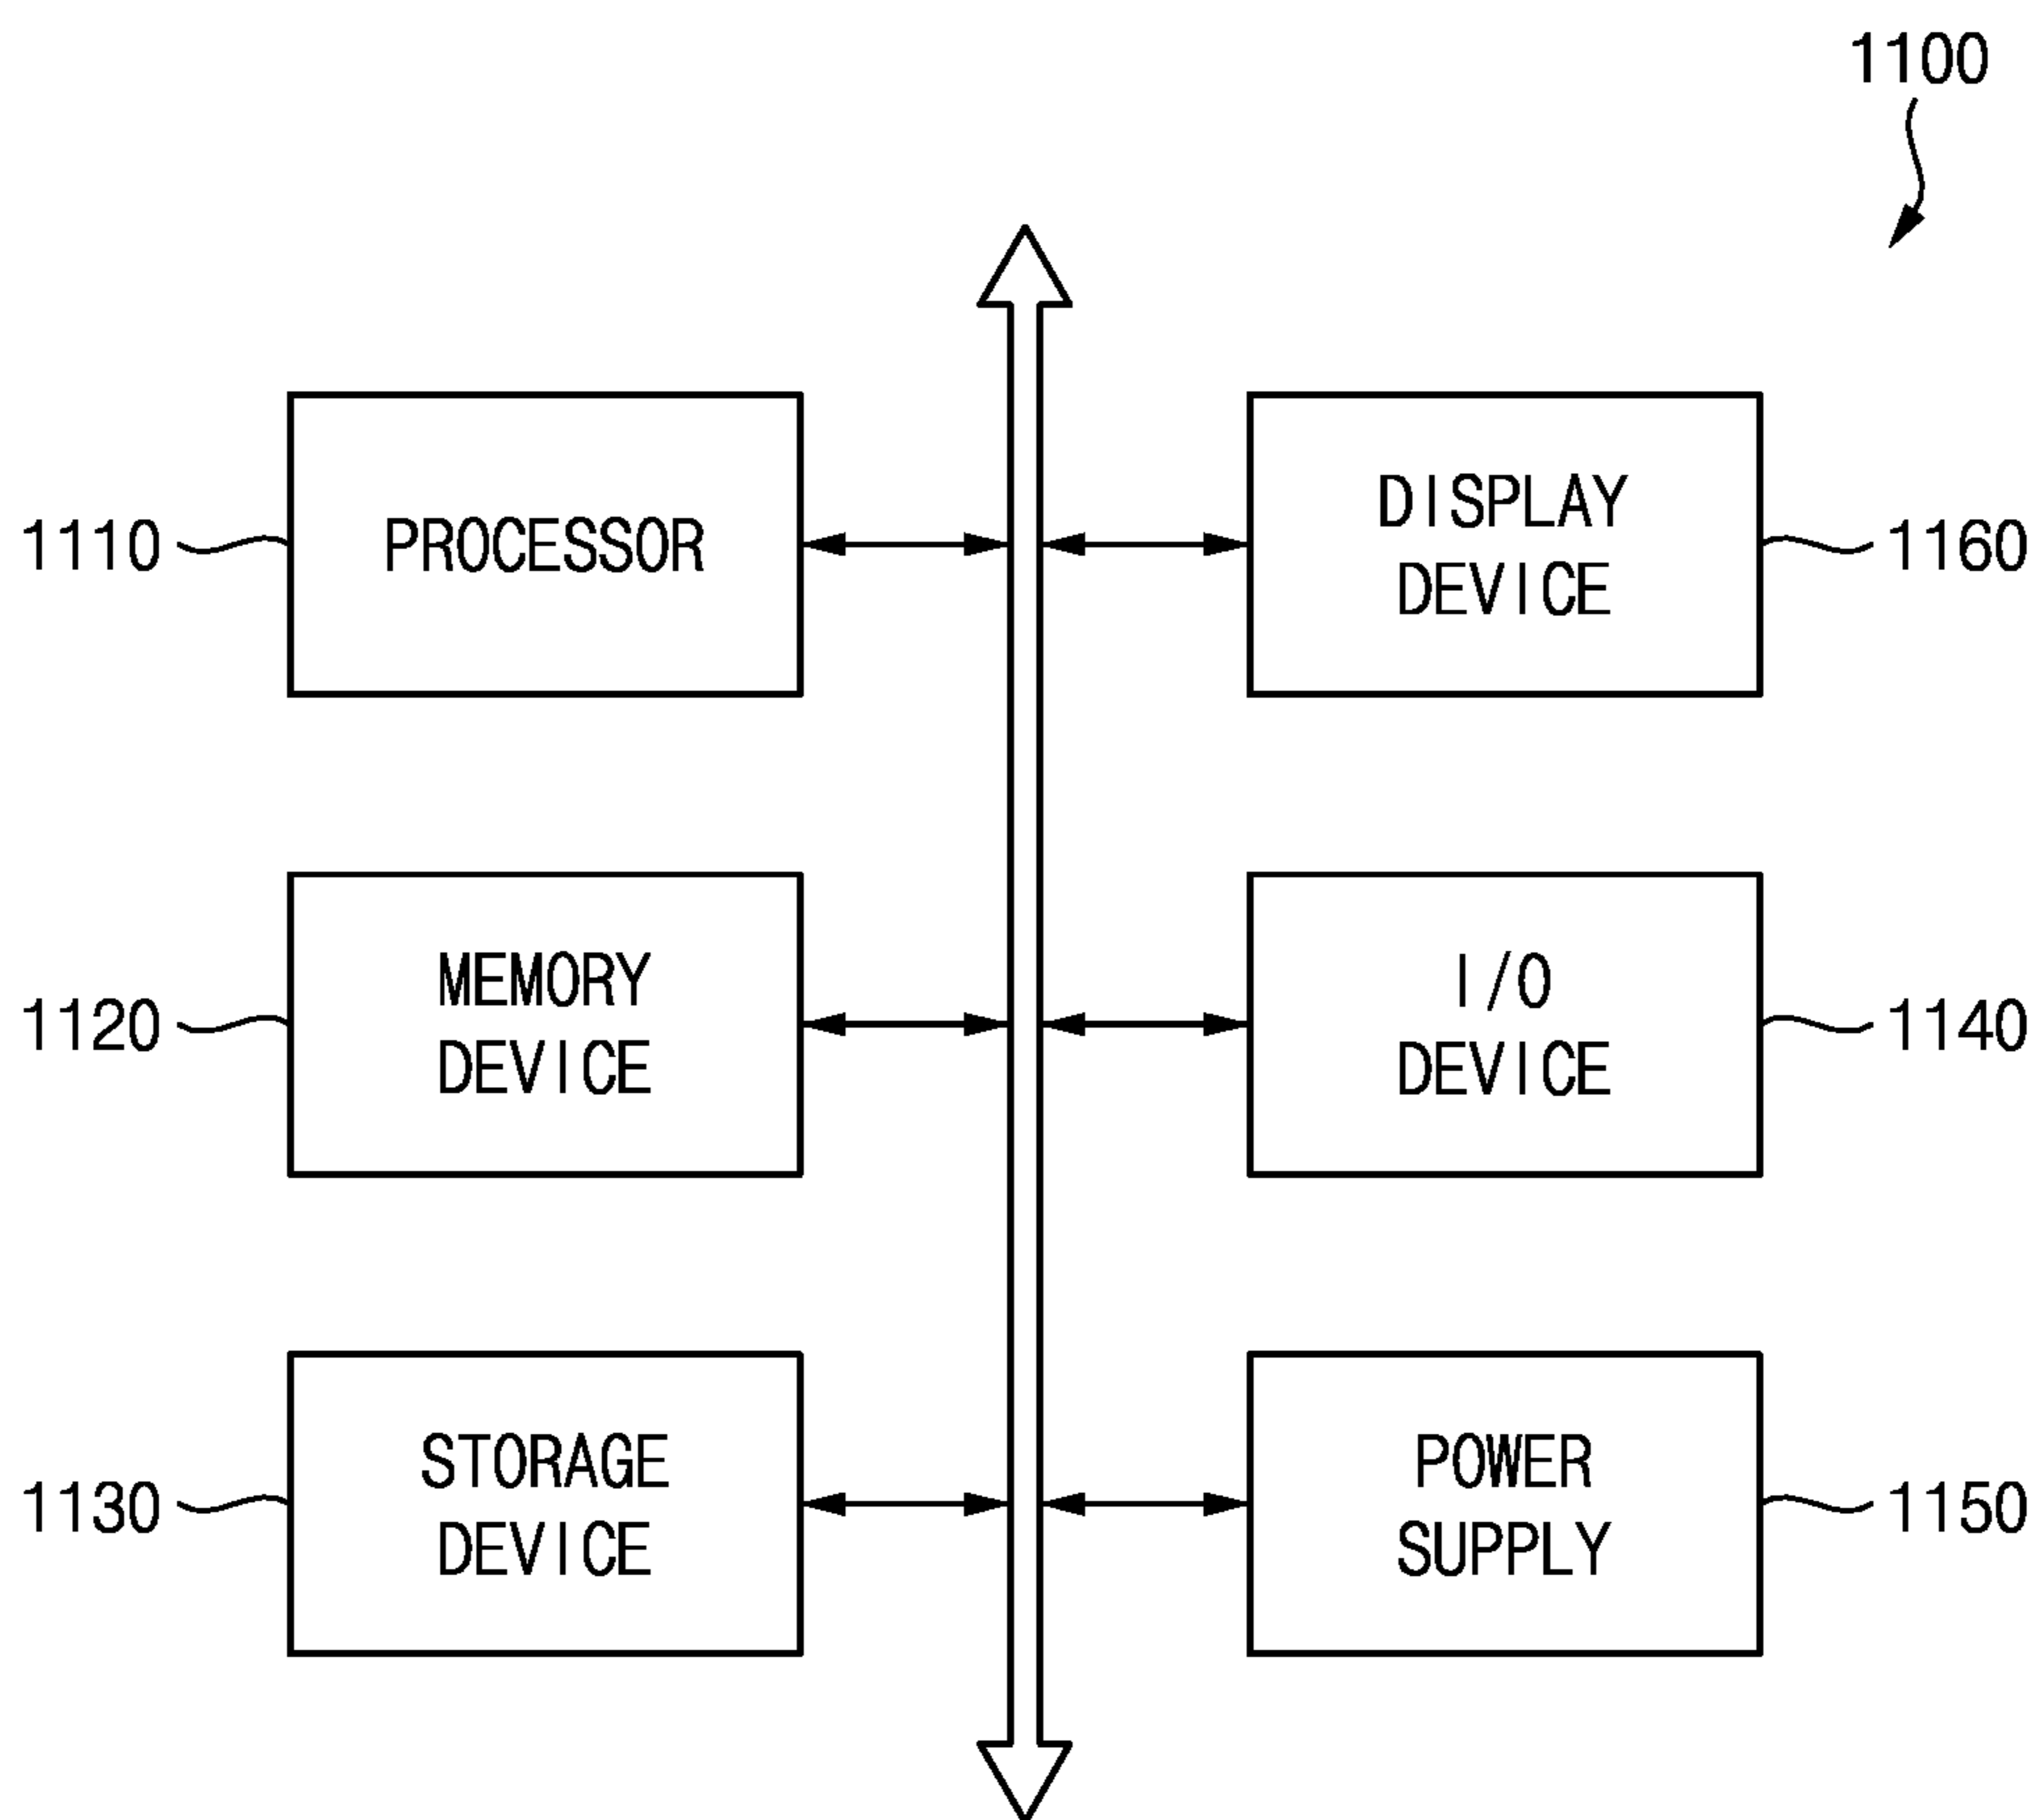 1100
1110
PROCESSOR
DISPLAY
DEVICE
1160
1120
MEMORY
DEVICE
I/O
DEVICE
1140
1130
STORAGE
DEVICE
POWER
SUPPLY
1150